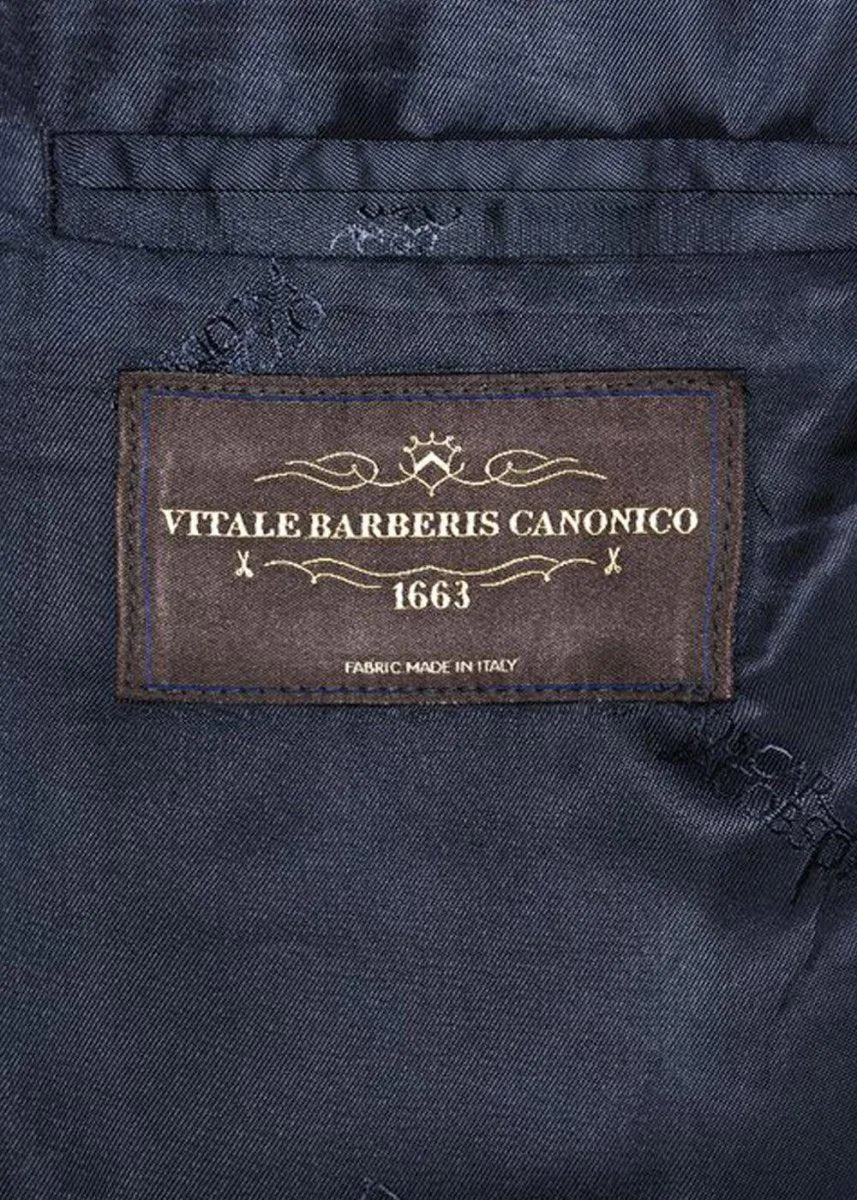 VITALE BARBERIS CANONICO
1663
FABRIC MADE IN ITALY